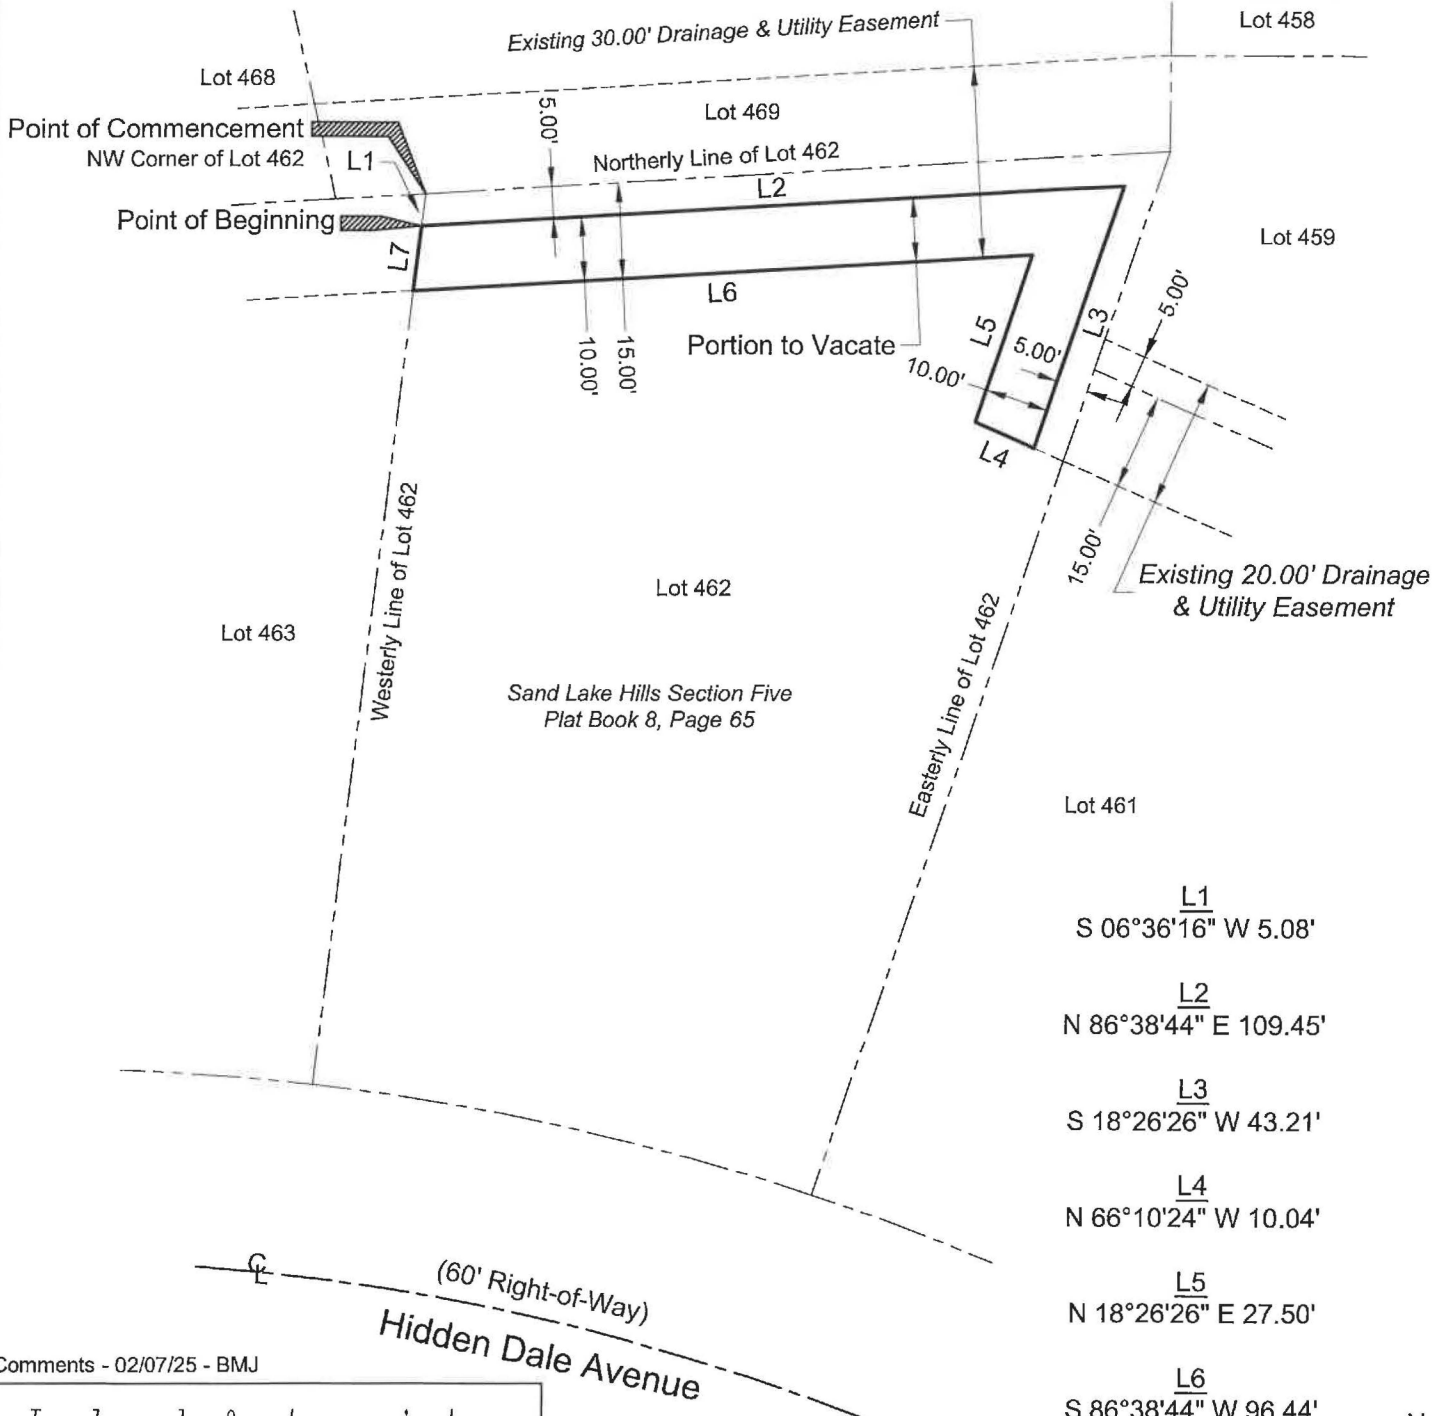 Existing 30.00' Drainage & Utility Easement
Lot 458
Lot 468
Lot 469
5.00'
Point of Commencement
NW Corner of Lot 462
L1
Northerly Line of Lot 462
L2
Point of Beginning
Lot 459
L7
L6
5.00'
L3
L5
5.00'
Portion to Vacate
10.00'
15.00'
10.00'
L4
15.00'
Existing 20.00' Drainage
& Utility Easement
Westerly Line of Lot 462
Lot 462
Easterly Line of Lot 462
Lot 463
Sand Lake Hills Section Five
Plat Book 8, Page 65
Lot 461
L1
S 06°36'16" W 5.08'
L2
N 86°38'44" E 109.45'
L3
S 18°26'26" W 43.21'
L4
N 66°10'24" W 10.04'
L5
N 18°26'26" E 27.50'
L6
S 86°38'44" W 96.44'
CL
(60' Right-of-Way)
Hidden Dale Avenue
Comments - 02/07/25 - BMJ